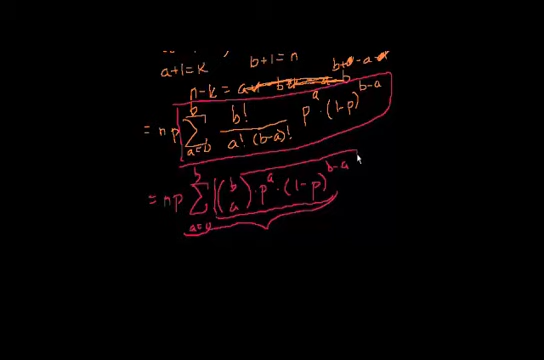 a+1=k b+1=n
n-k=
= np ∑ b a=0 b! / a! (b-a)! p^a · (1-p)^(b-a)
= np ∑ b a=0 (b a) · p^a · (1-p)^(b-a)